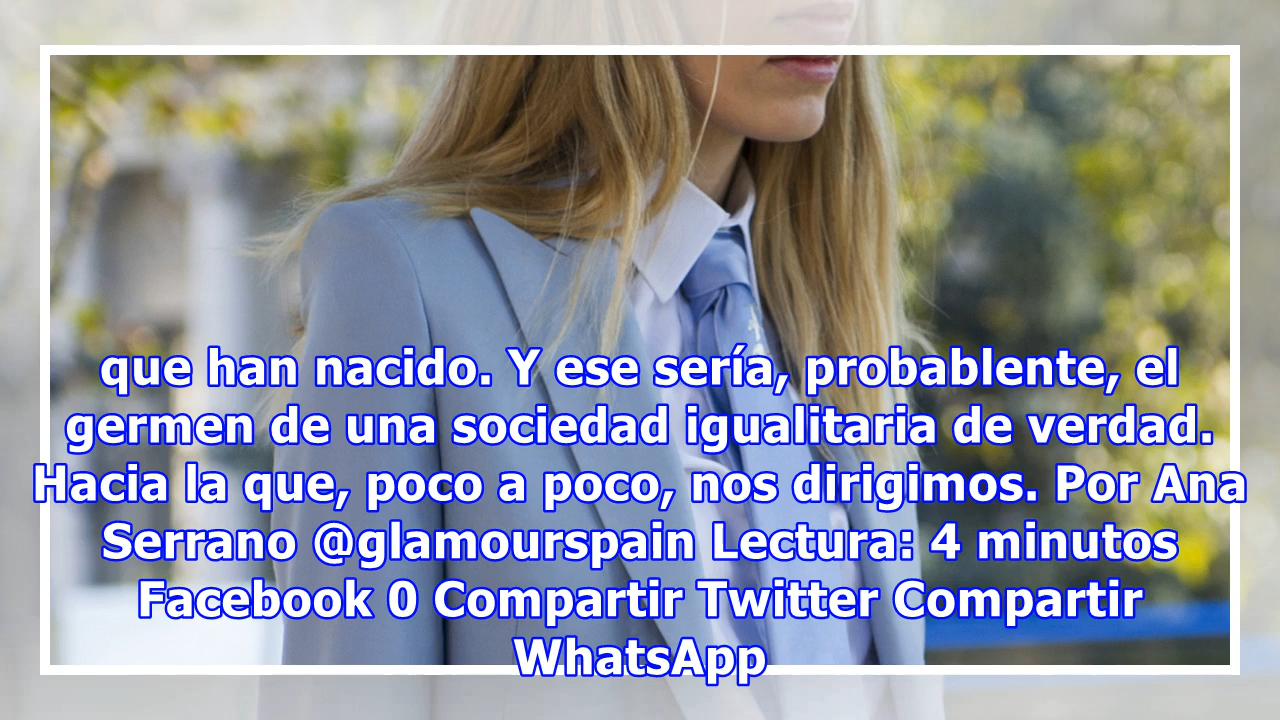 que han nacido. Y ese sería, probablente, el
germen de una sociedad igualitaria de verdad.
Hacia la que, poco a poco, nos dirigimos. Por Ana
Serrano @glamourspain Lectura: 4 minutos
Facebook 0 Compartir Twitter Compartir
WhatsApp